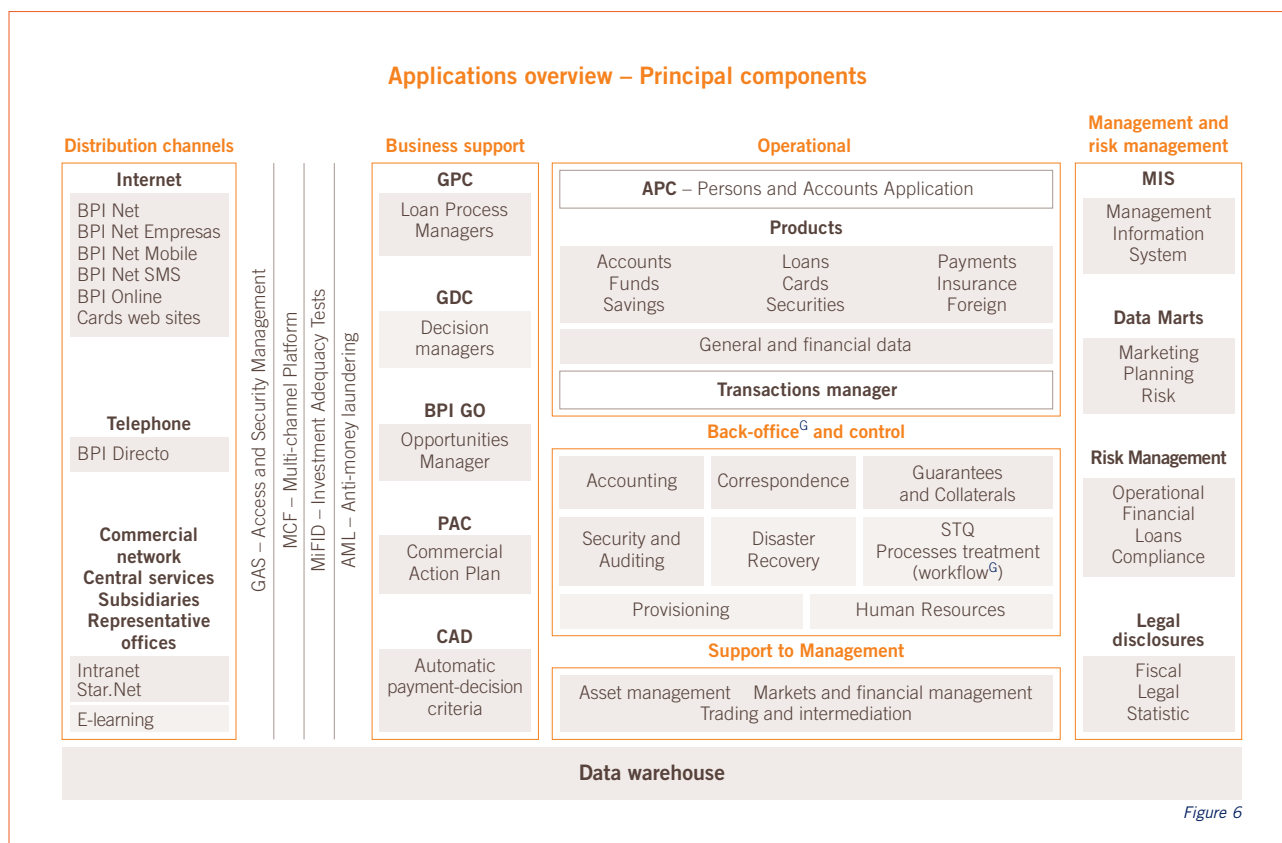 Applications overview – Principal components
Distribution channels
Internet
BPI Net
BPI Net Empresas
BPI Net Mobile
BPI Net SMS
BPI Online
Cards web sites
Telephone
BPI Directo
Commercial
network
Central services
Subsidiaries
Representative
offices
Intranet
Star.Net
E-learning
GAS – Access and Security Management
MCF – Multi-channel Platform
MiFID – Investment Adequacy Tests
AML – Anti-money laundering
Business support
GPC
Loan Process
Managers
GDC
Decision
managers
BPI GO
Opportunities
Manager
PAC
Commercial
Action Plan
CAD
Automatic
payment-decision
criteria
Operational
APC – Persons and Accounts Application
Products
Accounts Loans Payments
Funds Cards Insurance
Savings Securities Foreign
General and financial data
Transactions manager
Back-officeG and control
Accounting
Correspondence
Guarantees
and Collaterals
Security and
Auditing
Disaster
Recovery
STQ
Processes treatment
(workflowG)
Provisioning
Human Resources
Support to Management
Asset management Markets and financial management
Trading and intermediation
Management and
risk management
MIS
Management
Information
System
Data Marts
Marketing
Planning
Risk
Risk Management
Operational
Financial
Loans
Compliance
Legal
disclosures
Fiscal
Legal
Statistic
Data warehouse
Figure 6